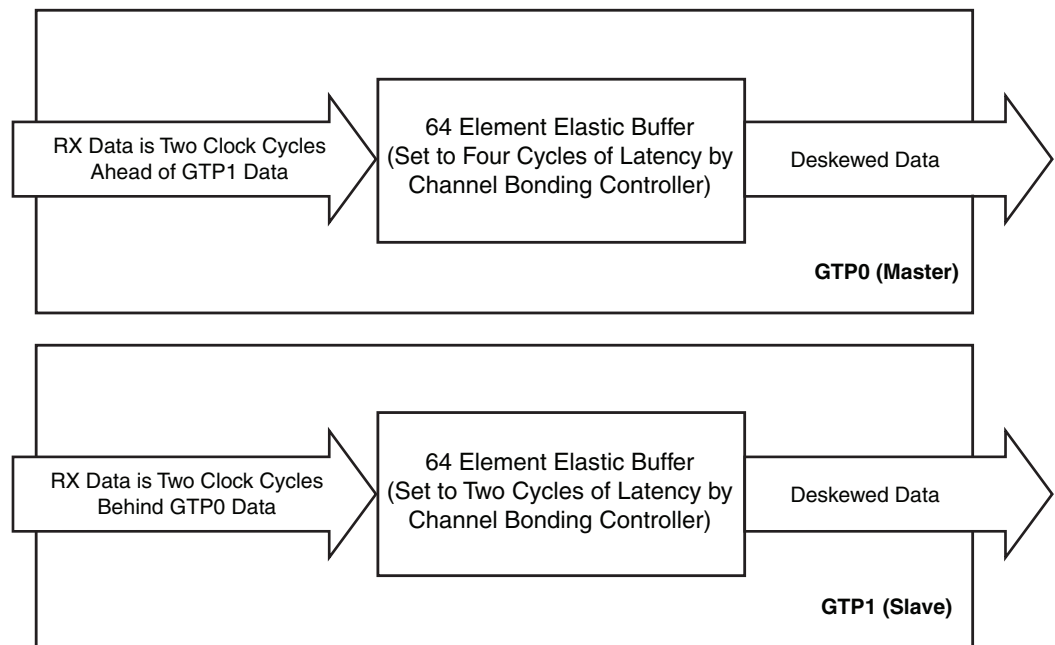 RX Data is Two Clock Cycles
Ahead of GTP1 Data
64 Element Elastic Buffer
(Set to Four Cycles of Latency by
Channel Bonding Controller)
Deskewed Data
GTP0 (Master)
RX Data is Two Clock Cycles
Behind GTP0 Data
64 Element Elastic Buffer
(Set to Two Cycles of Latency by
Channel Bonding Controller)
Deskewed Data
GTP1 (Slave)